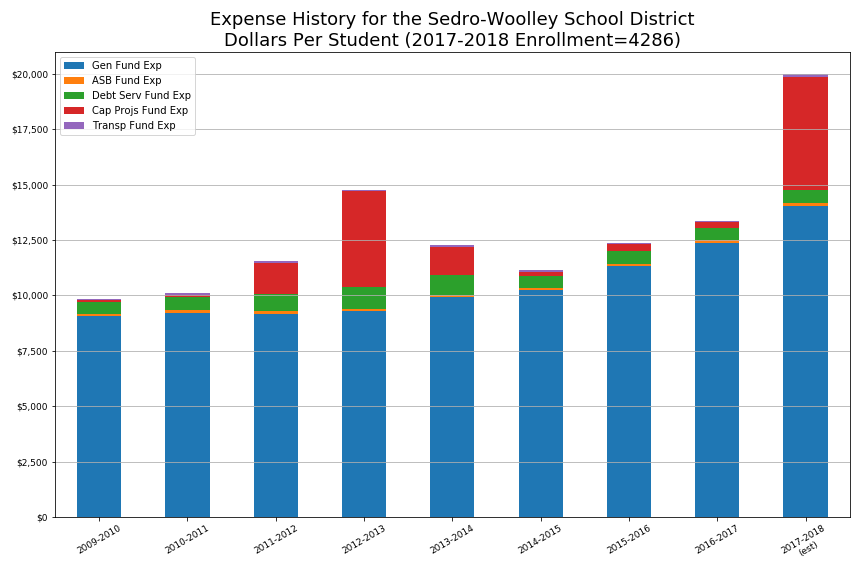 Expense History for the Sedro-Woolley School District
Dollars Per Student (2017-2018 Enrollment=4286)
Gen Fund Exp
ASB Fund Exp
Debt Serv Fund Exp
Cap Projs Fund Exp
Transp Fund Exp
$20,000
$17,500
$15,000
$12,500
$10,000
$7,500
$5,000
$2,500
$0
2009-2010
2010-2011
2011-2012
2012-2013
2013-2014
2014-2015
2015-2016
2016-2017
2017-2018
(est)